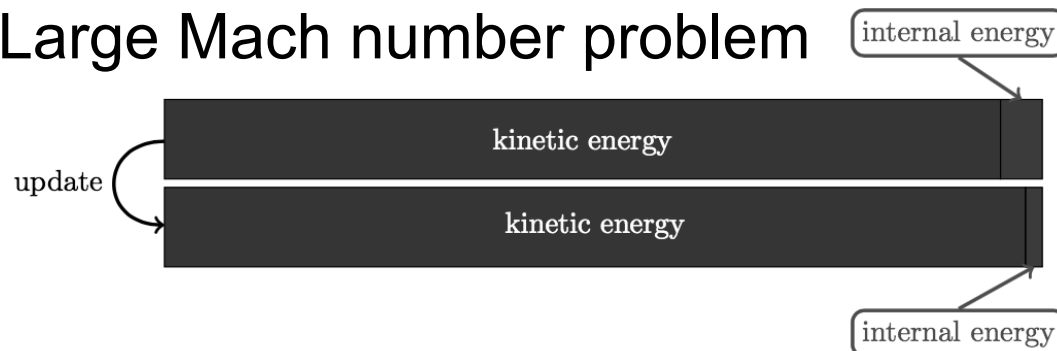 Large Mach number problem
internal energy
kinetic energy
update
kinetic energy
internal energy